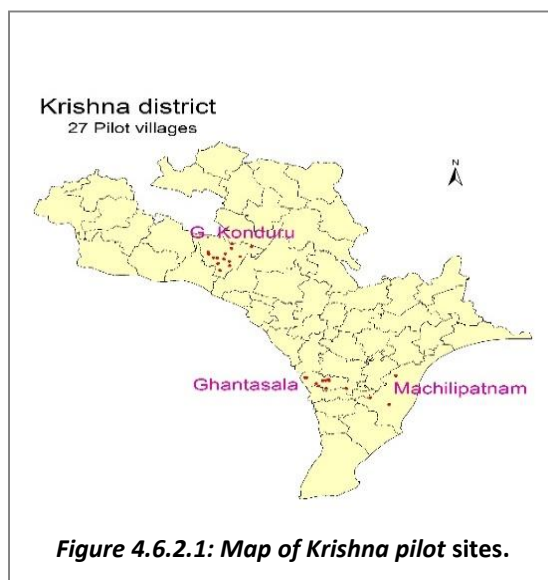 Krishna district
27 Pilot villages
N
G. Konduru
Ghantasala
Machilipatnam
Figure 4.6.2.1: Map of Krishna pilot sites.